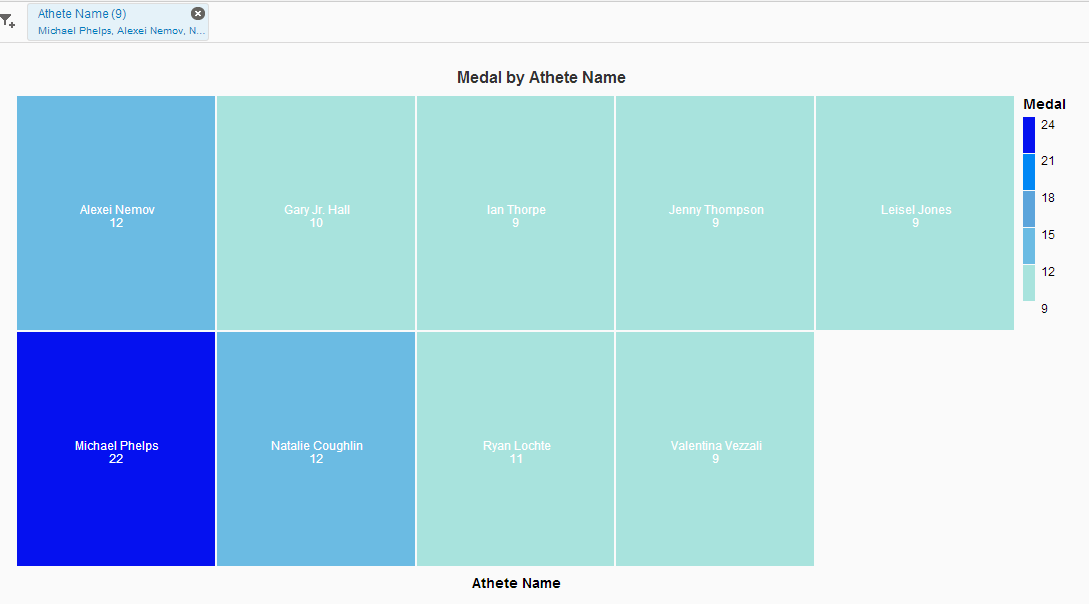 Athete Name (9)
Michael Phelps, Alexei Nemov, N...
Medal by Athete Name
Alexei Nemov
12
Gary Jr. Hall
10
Ian Thorpe
9
Jenny Thompson
9
Leisel Jones
9
Medal
24
21
18
15
12
9
Michael Phelps
22
Natalie Coughlin
12
Ryan Lochte
11
Valentina Vezzali
9
Athete Name